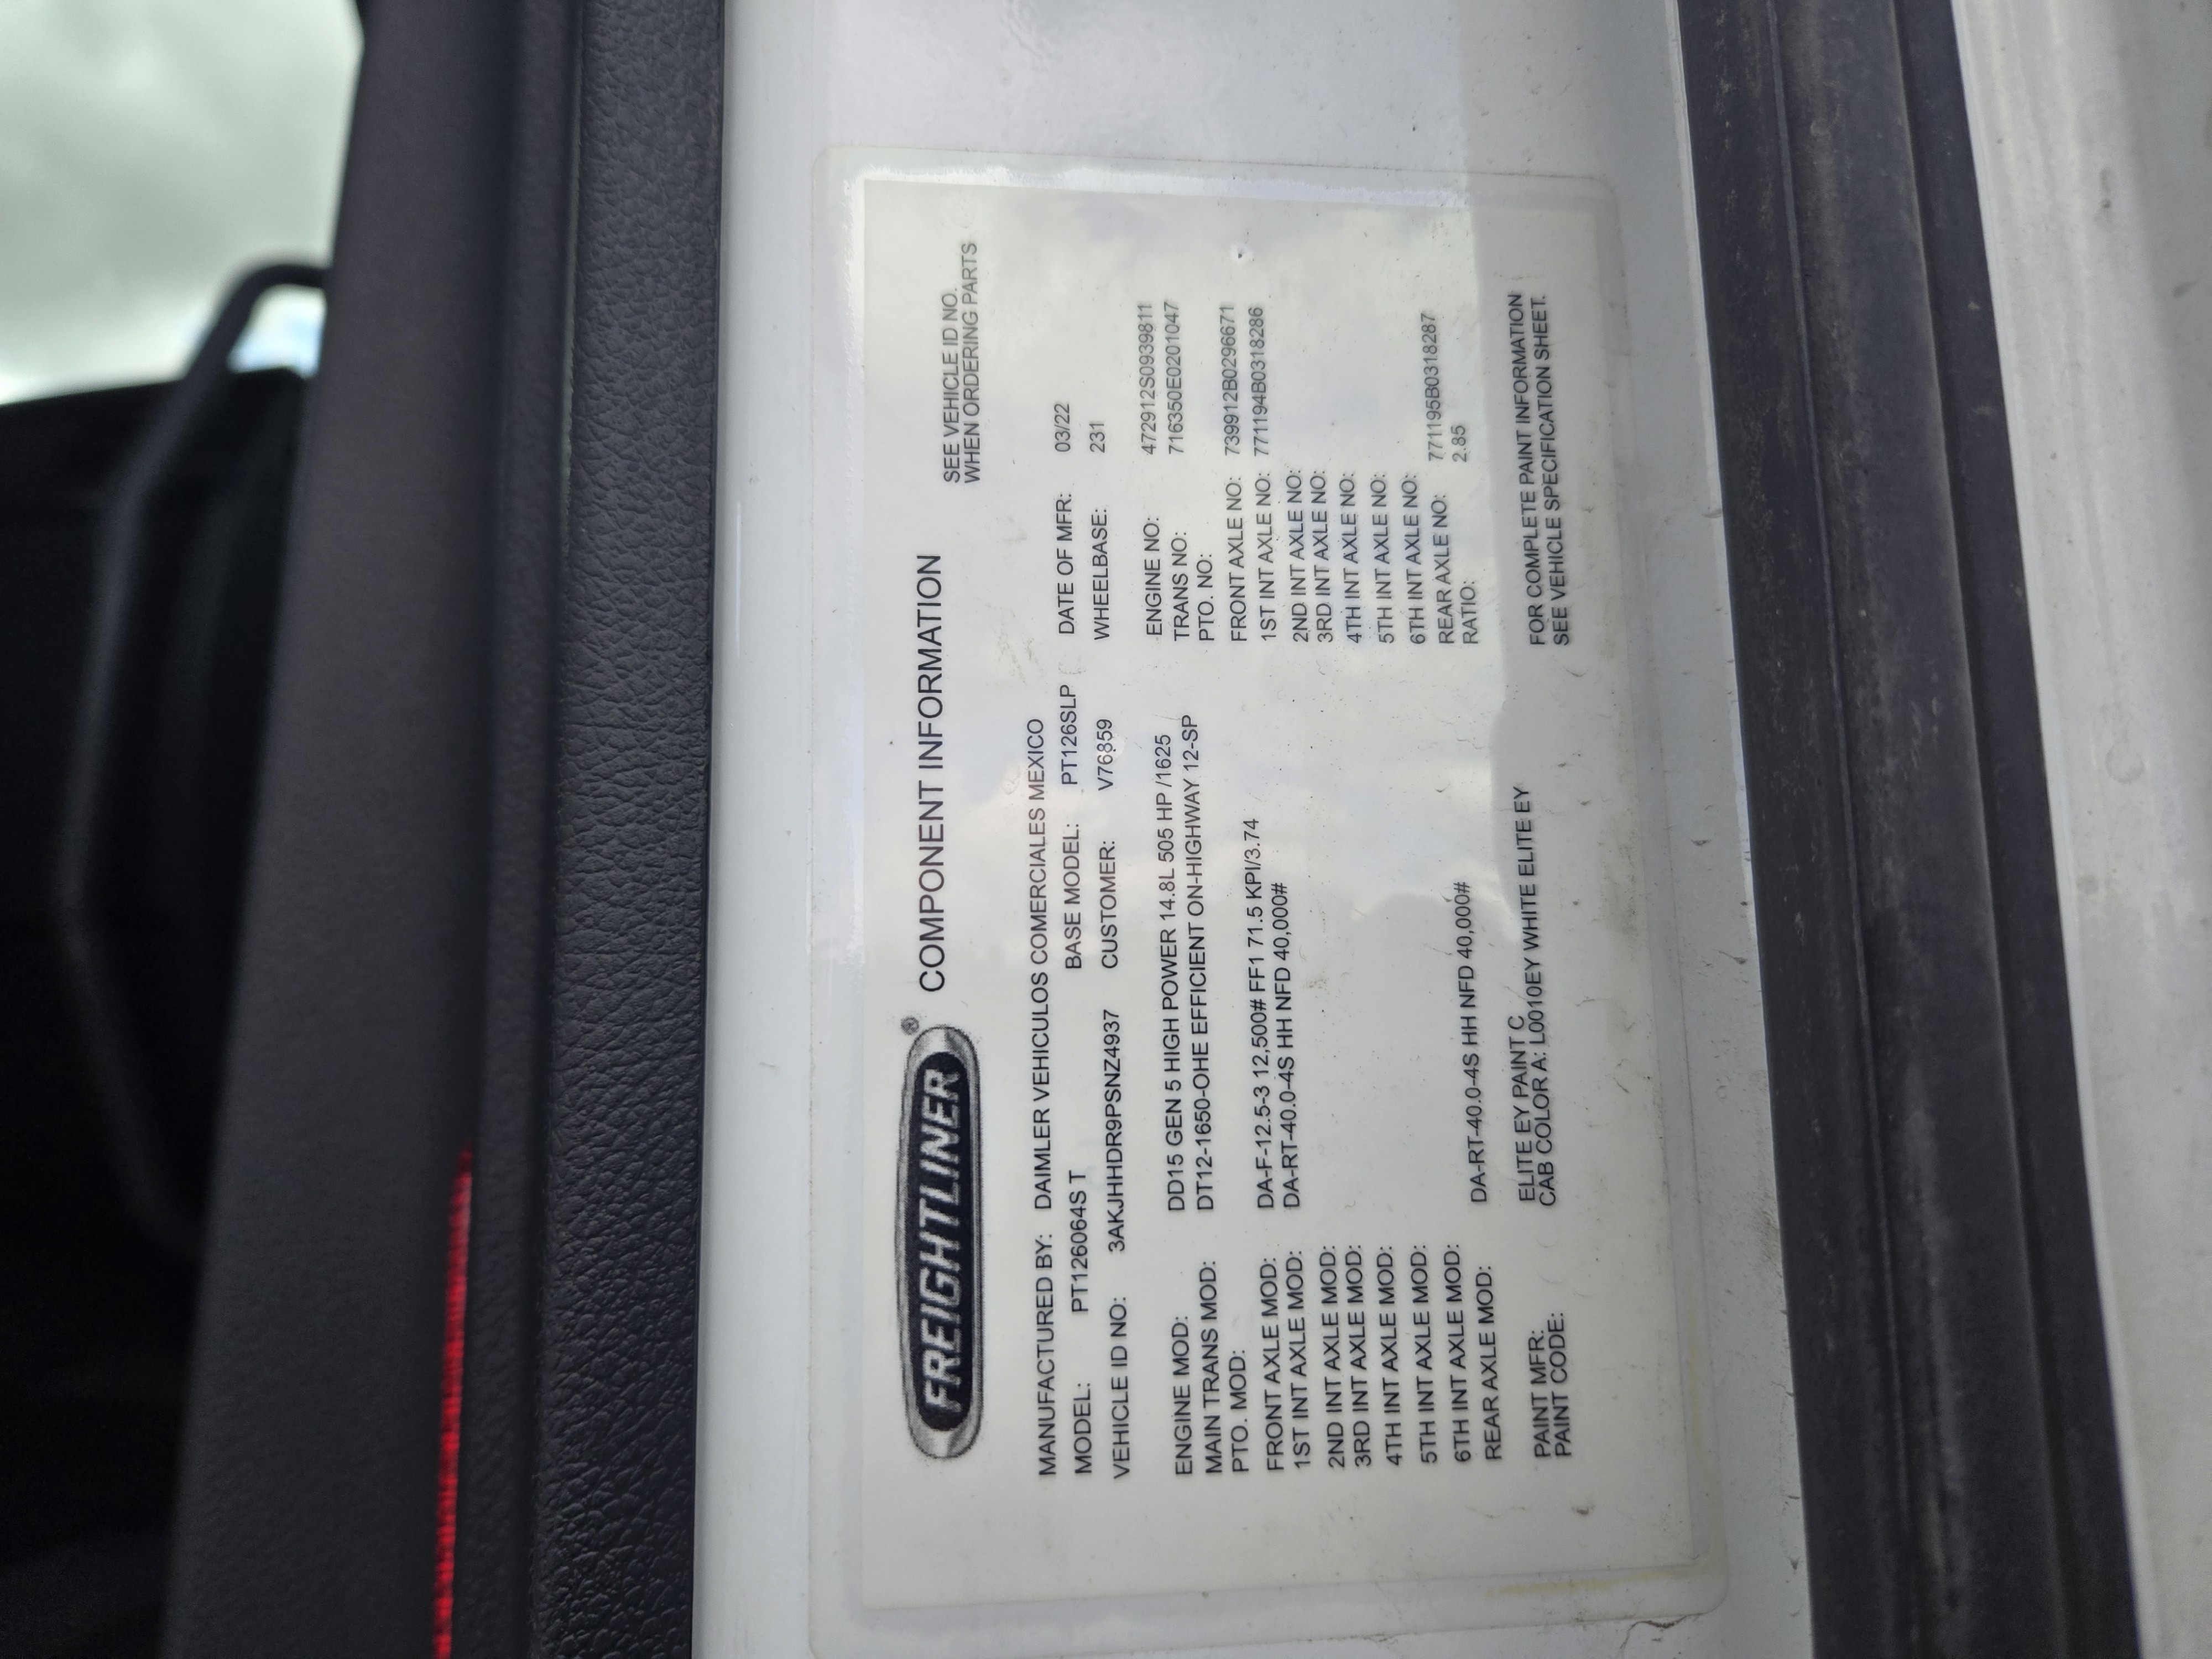 FREIGHTLINER® COMPONENT INFORMATION
SEE VEHICLE ID NO.
WHEN ORDERING PARTS
MANUFACTURED BY: DAIMLER VEHICULOS COMERCIALES MEXICO
MODEL: PT126064S T BASE MODEL: PT126SLP DATE OF MFR: 03/22
VEHICLE ID NO: 3AKJHHDR9PSNZ4937 CUSTOMER: V76859 WHEELBASE: 231
ENGINE MOD: DD15 GEN 5 HIGH POWER 14.8L 505 HP /1625 ENGINE NO: 472912S0939811
MAIN TRANS MOD: DT12-1650-OHE EFFICIENT ON-HIGHWAY 12-SP TRANS NO: 716350E0201047
PTO. MOD: PTO. NO:
FRONT AXLE MOD: DA-F-12.5-3 12,500# FF1 71.5 KPI/3.74 FRONT AXLE NO: 739912B0296671
1ST INT AXLE MOD: DA-RT-40.0-4S HH NFD 40,000# 1ST INT AXLE NO: 771194B0318286
2ND INT AXLE MOD: 2ND INT AXLE NO:
3RD INT AXLE MOD: 3RD INT AXLE NO:
4TH INT AXLE MOD: 4TH INT AXLE NO:
5TH INT AXLE MOD: 5TH INT AXLE NO:
6TH INT AXLE MOD: 6TH INT AXLE NO:
REAR AXLE MOD: DA-RT-40.0-4S HH NFD 40,000# REAR AXLE NO: 771195B0318287
RATIO: 2.85
PAINT MFR: ELITE EY PAINT C
PAINT CODE: CAB COLOR A: L0010EY WHITE ELITE EY
FOR COMPLETE PAINT INFORMATION
SEE VEHICLE SPECIFICATION SHEET.